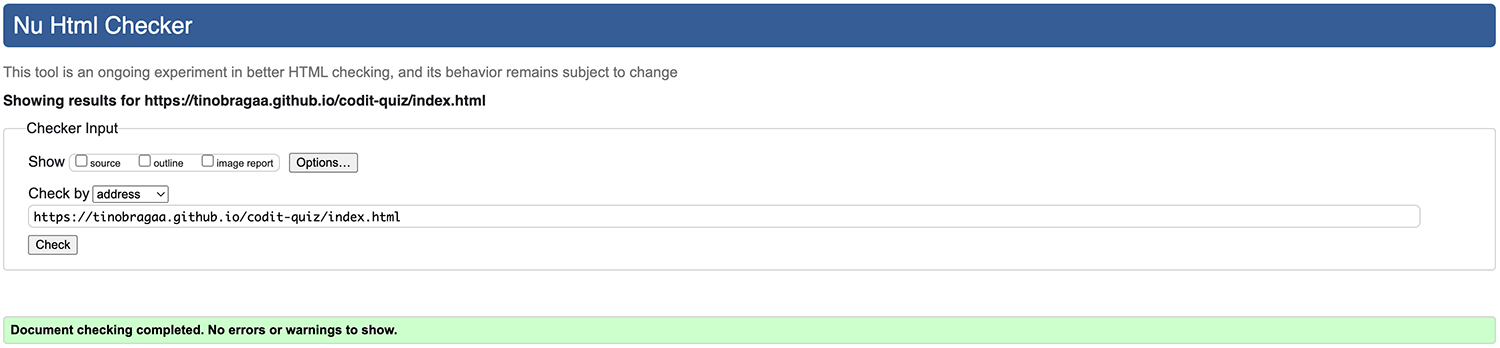 Nu Html Checker
This tool is an ongoing experiment in better HTML checking, and its behavior remains subject to change
Showing results for https://tinobragaa.github.io/codit-quiz/index.html
Checker Input
Show source outline image report Options...
Check by address
https://tinobragaa.github.io/codit-quiz/index.html
Check
Document checking completed. No errors or warnings to show.